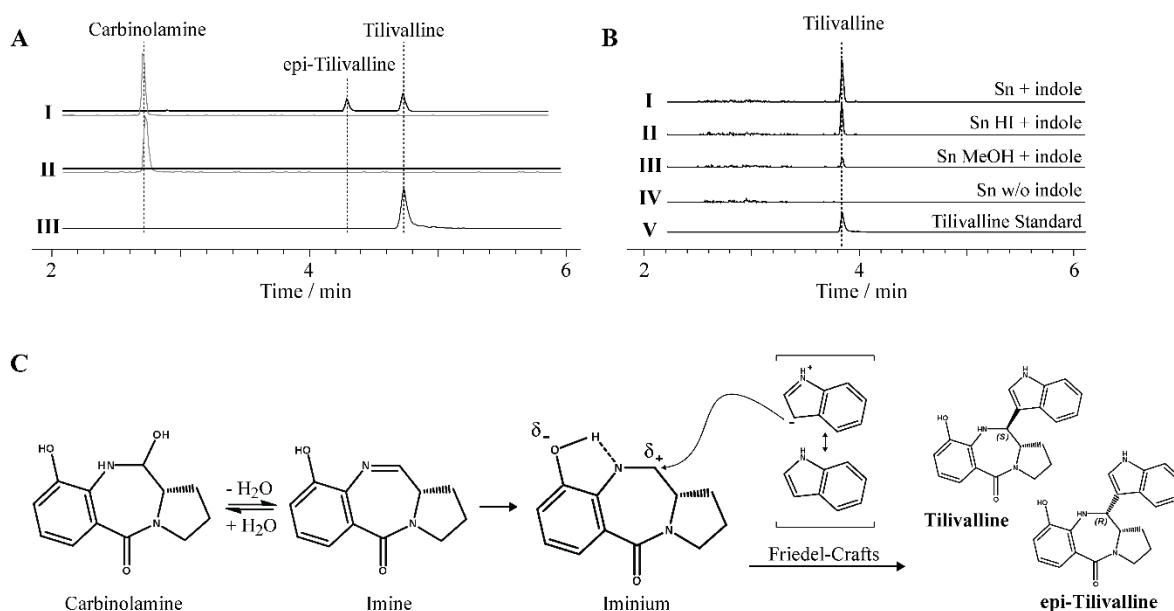 A
Carbinolamine
Tilivalline
epi-Tilivalline
I
II
III
2
4
6
Time / min
B
Tilivalline
I
Sn + indole
II
Sn HI + indole
III
Sn MeOH + indole
IV
Sn w/o indole
V
Tilivalline Standard
2
4
6
Time / min
C
OH
HO
HN
N
O
Carbinolamine
- H₂O
+ H₂O
HO
N
N
O
Imine
δ-
H
O
N
δ+
N
O
Iminium
H
N
+
-
H
N
Friedel-Crafts
H
N
HO
NH
(S)
N
O
Tilivalline
H
N
HO
NH
(R)
N
O
epi-Tilivalline